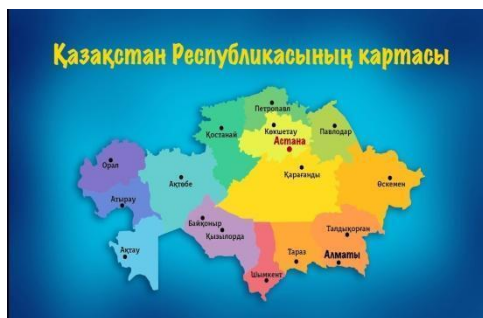 Қазақстан Республикасының картасы
Петропавл
Қостанай
Көкшетау
Павлодар
Астана
Орал
Ақтөбе
Қарағанды
Өскемен
Атырау
Байқоңыр
Қызылорда
Талдықорған
Ақтау
Тараз
Алматы
Шымкент